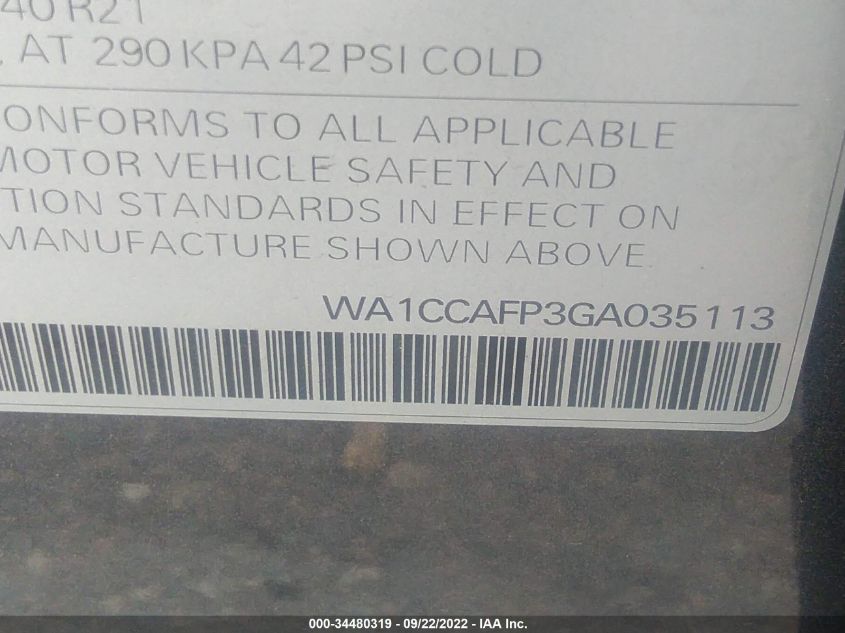 40 R21
AT 290 KPA 42 PSI COLD
ONFORMS TO ALL APPLICABLE
MOTOR VEHICLE SAFETY AND
TION STANDARDS IN EFFECT ON
MANUFACTURE SHOWN ABOVE.
WA1CCAFP3GA035113
000-34480319 - 09/22/2022 - IAA Inc.